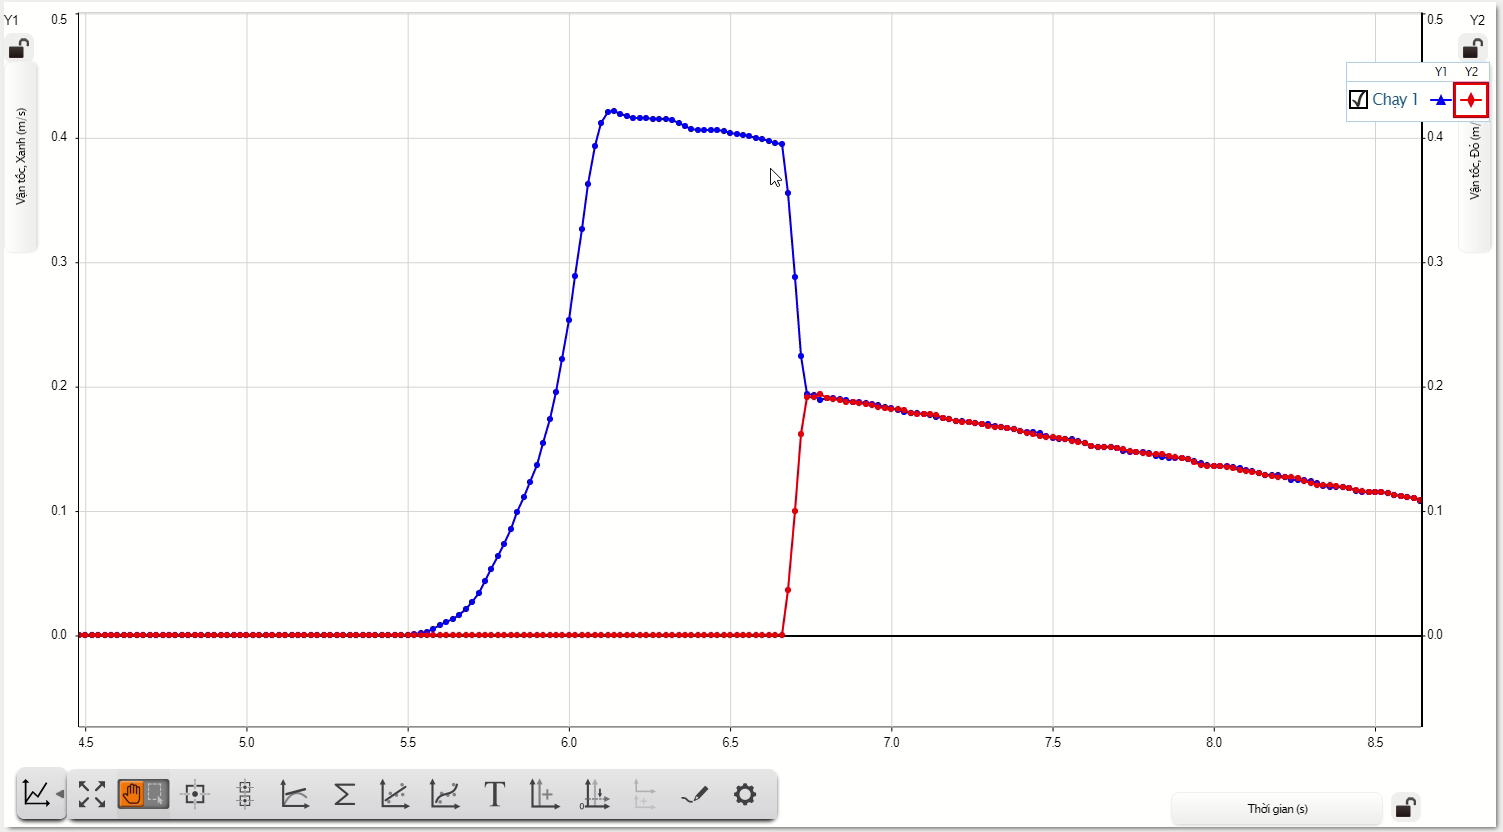 Y1
0.5
0.4
0.3
0.2
0.1
0.0
Vận tốc, Xanh (m/s)
4.5 5.0 5.5 6.0 6.5 7.0 7.5 8.0 8.5
0.5
0.4
0.3
0.2
0.1
0.0
Y2
Y1 Y2
Chạy 1
Vận tốc, Đỏ (m/
T
0
Thời gian (s)